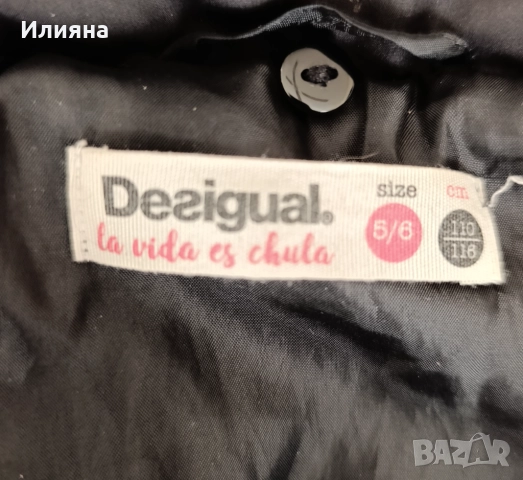 Илияна
Desigual.
la vida es chula
size
5/6
cm
110
116
BAZAR